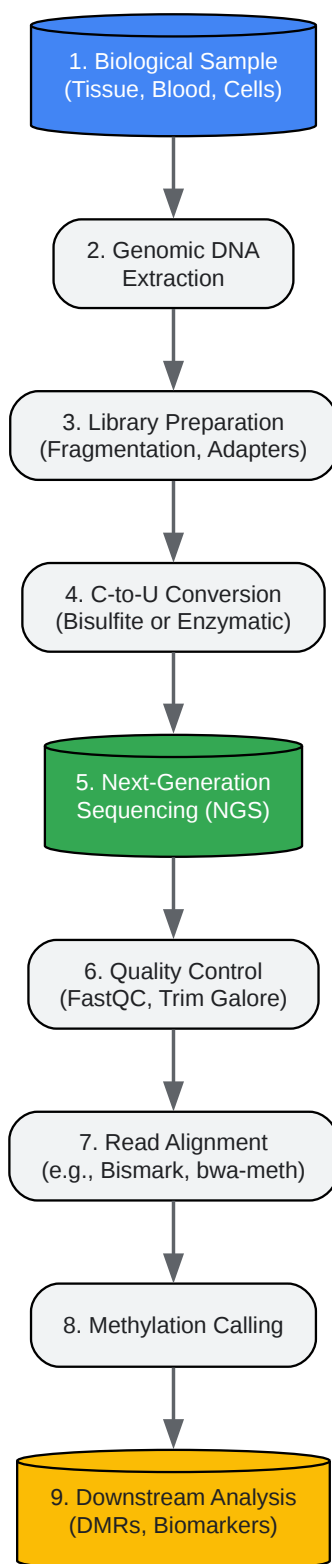 1. Biological Sample
(Tissue, Blood, Cells)
2. Genomic DNA
Extraction
3. Library Preparation
(Fragmentation, Adapters)
4. C-to-U Conversion
(Bisulfite or Enzymatic)
5. Next-Generation
Sequencing (NGS)
6. Quality Control
(FastQC, Trim Galore)
7. Read Alignment
(e.g., Bismark, bwa-meth)
8. Methylation Calling
9. Downstream Analysis
(DMRs, Biomarkers)